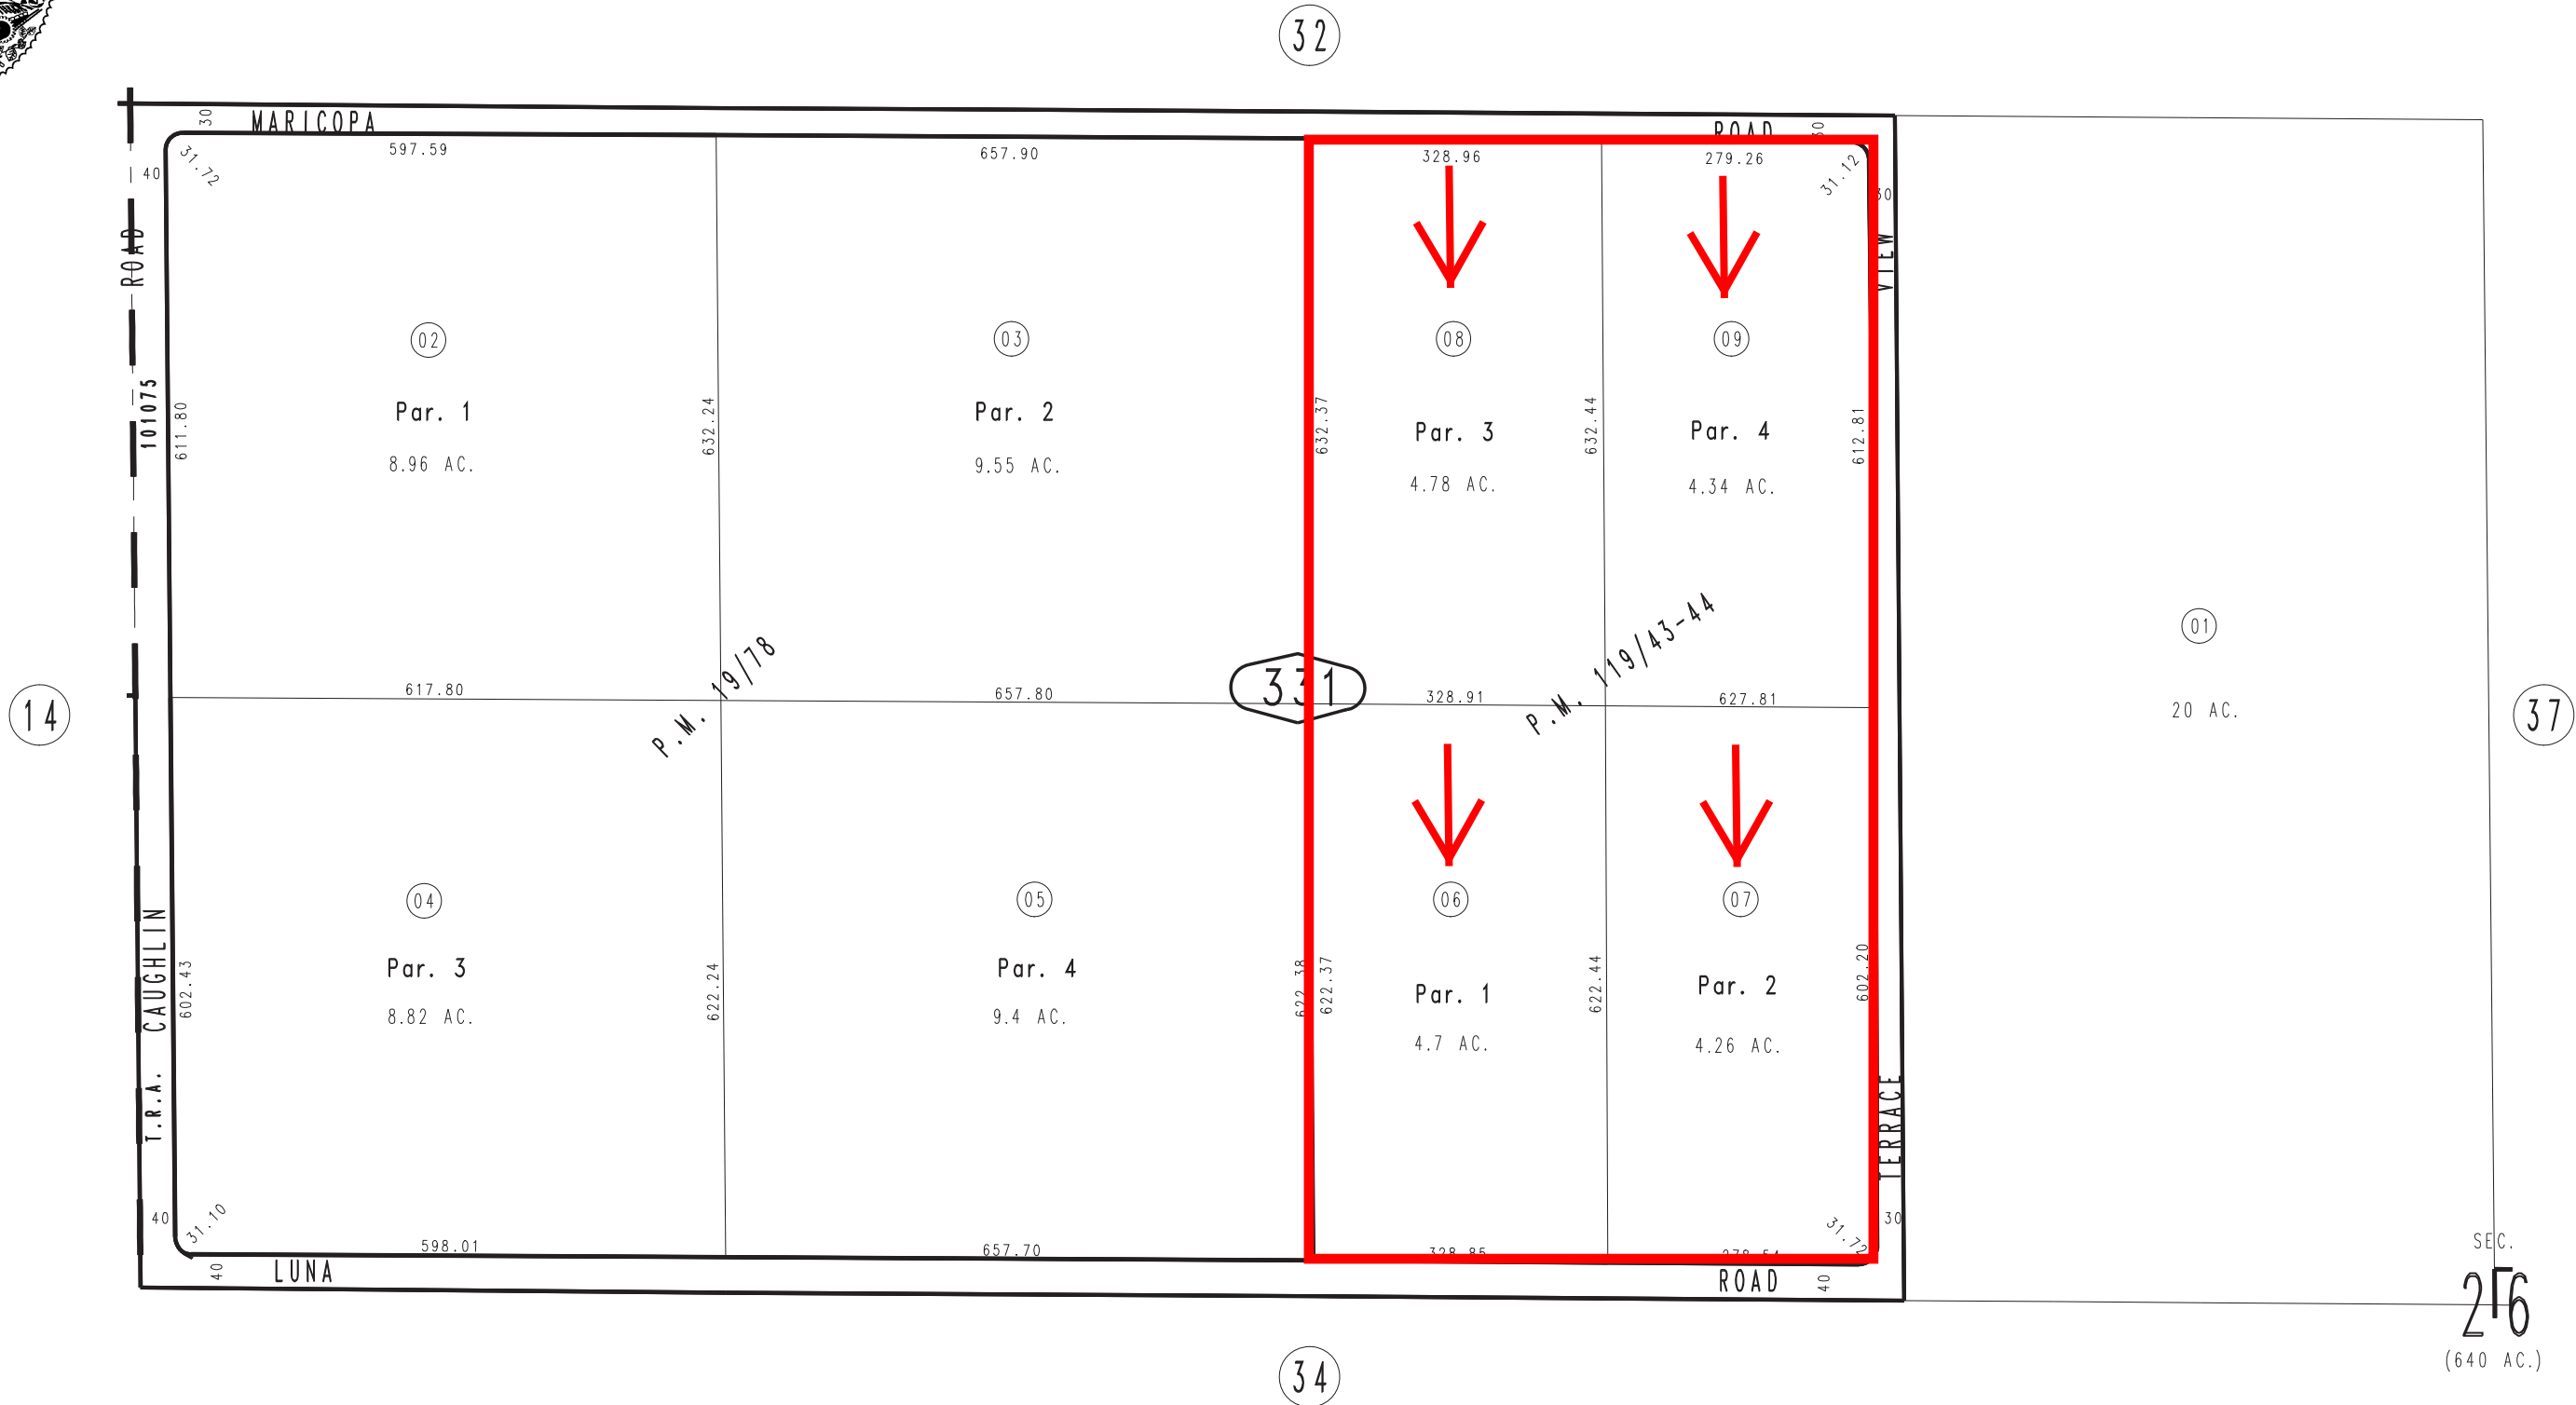 32
30
MARICOPA
ROAD
30
597.59
657.90
328.96
279.26
31.72
31.12
40
30
ROAD
VIEW
02
03
08
09
101075
Par. 1
Par. 2
Par. 3
Par. 4
611.80
632.24
632.37
632.44
612.81
8.96 AC.
9.55 AC.
4.78 AC.
4.34 AC.
01
P.M. 19/78
P.M. 119/43-44
331
14
617.80
657.80
328.91
627.81
20 AC.
37
04
05
06
07
CAUGHLIN
Par. 3
Par. 4
Par. 1
Par. 2
602.43
622.24
622.38
622.37
622.44
602.20
8.82 AC.
9.4 AC.
4.7 AC.
4.26 AC.
T.R.A.
TERRACE
40
31.10
31.72
30
598.01
657.70
328.85
278.54
SEC.
40
LUNA
ROAD
40
26
(640 AC.)
34